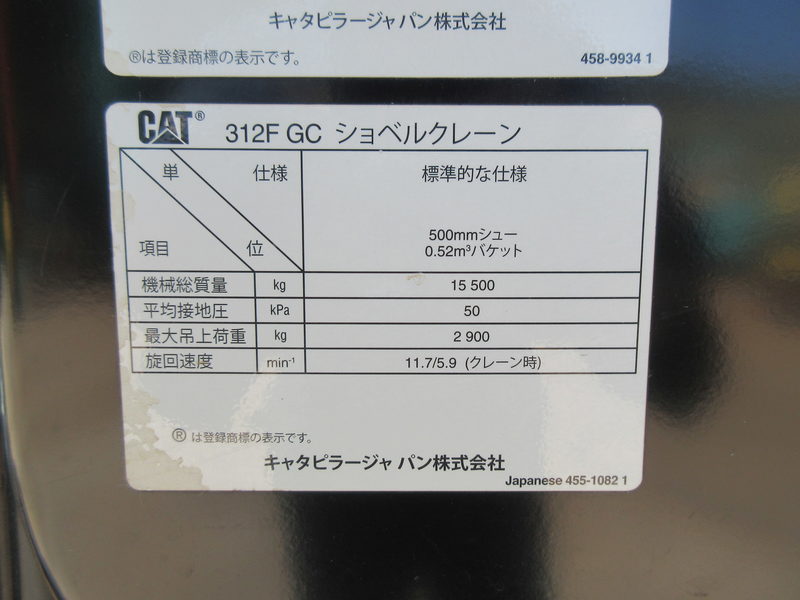 キャタピラージャパン株式会社
®は登録商標の表示です。 458-9934 1
CAT® 312F GC ショベルクレーン
単 仕様 標準的な仕様
500mmシュー
項目 位 0.52m³バケット
機械総質量 kg 15 500
平均接地圧 kPa 50
最大吊上荷重 kg 2 900
旋回速度 min⁻¹ 11.7/5.9 (クレーン時)
® は登録商標の表示です。
キャタピラージャパン株式会社
Japanese 455-1082 1